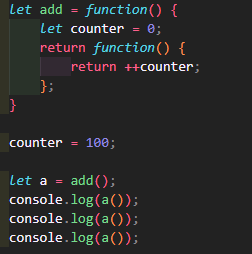 let add = function() {
let counter = 0;
return function() {
return ++counter;
};
}
counter = 100;
let a = add();
console.log(a());
console.log(a());
console.log(a());